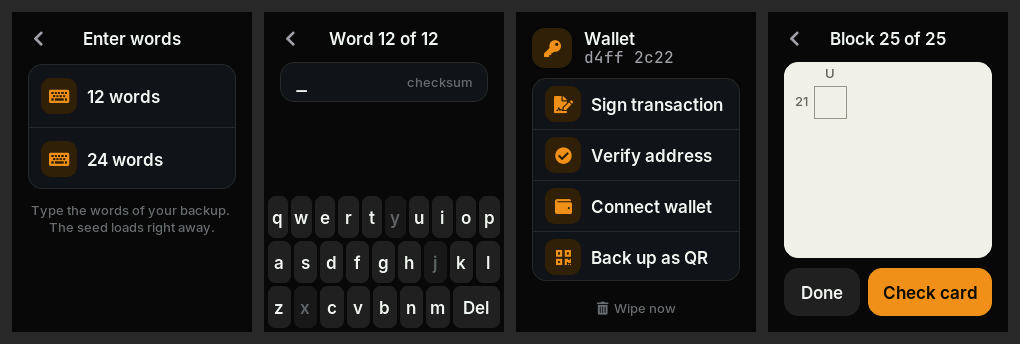 Enter words
12 words
24 words
Type the words of your backup.
The seed loads right away.
Word 12 of 12
_ checksum
q w e r t y u i o p
a s d f g h j k l
z x c v b n m Del
Wallet
d4ff 2c22
Sign transaction
Verify address
Connect wallet
Back up as QR
Wipe now
Block 25 of 25
U
21
Done Check card